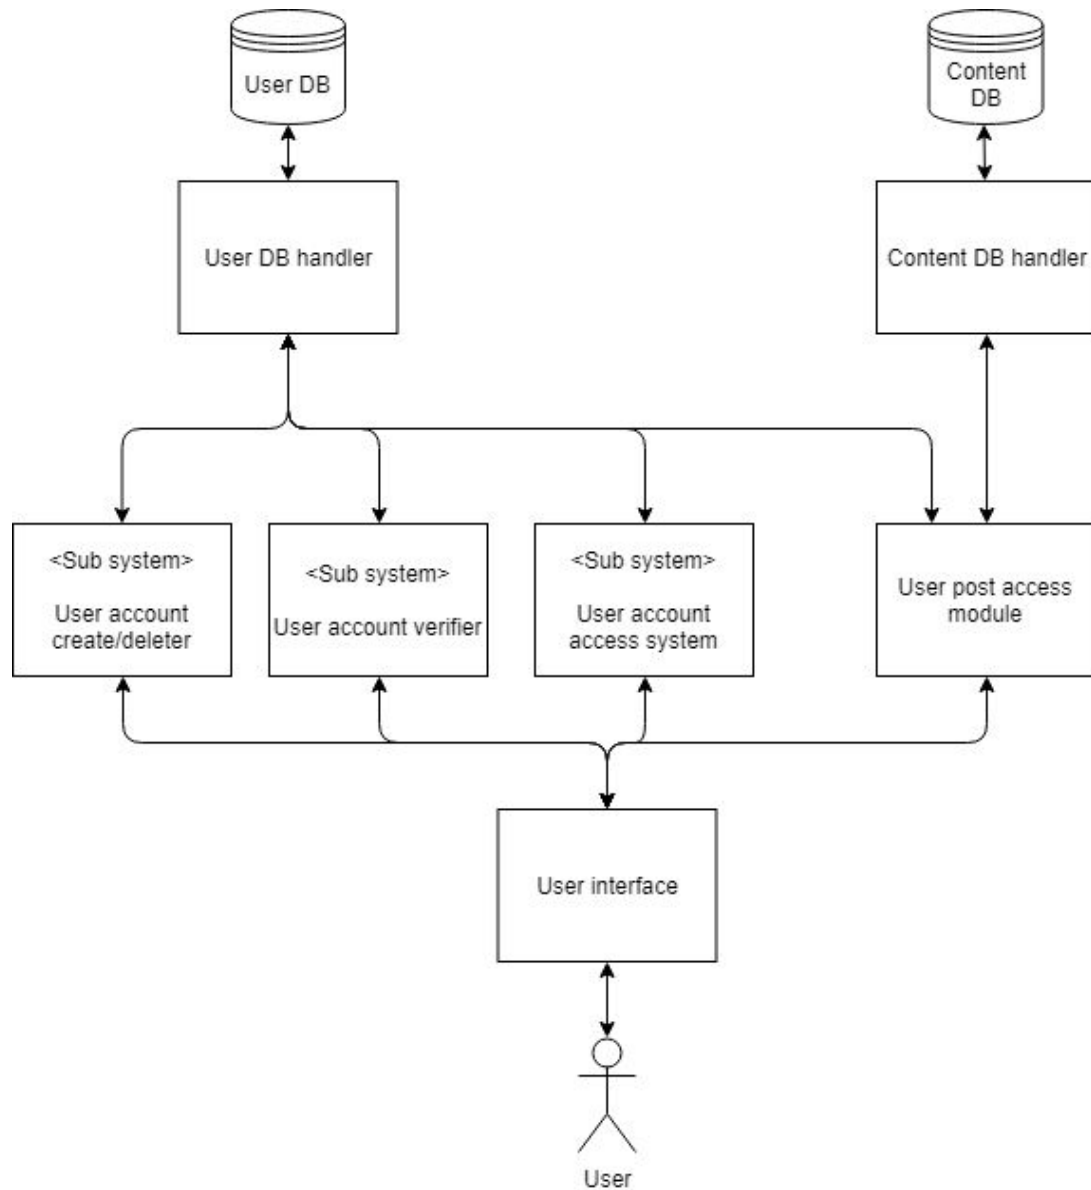 User DB
Content
DB
User DB handler
Content DB handler
<Sub system>
User account
create/deleter
<Sub system>
User account verifier
<Sub system>
User account
access system
User post access
module
User interface
User